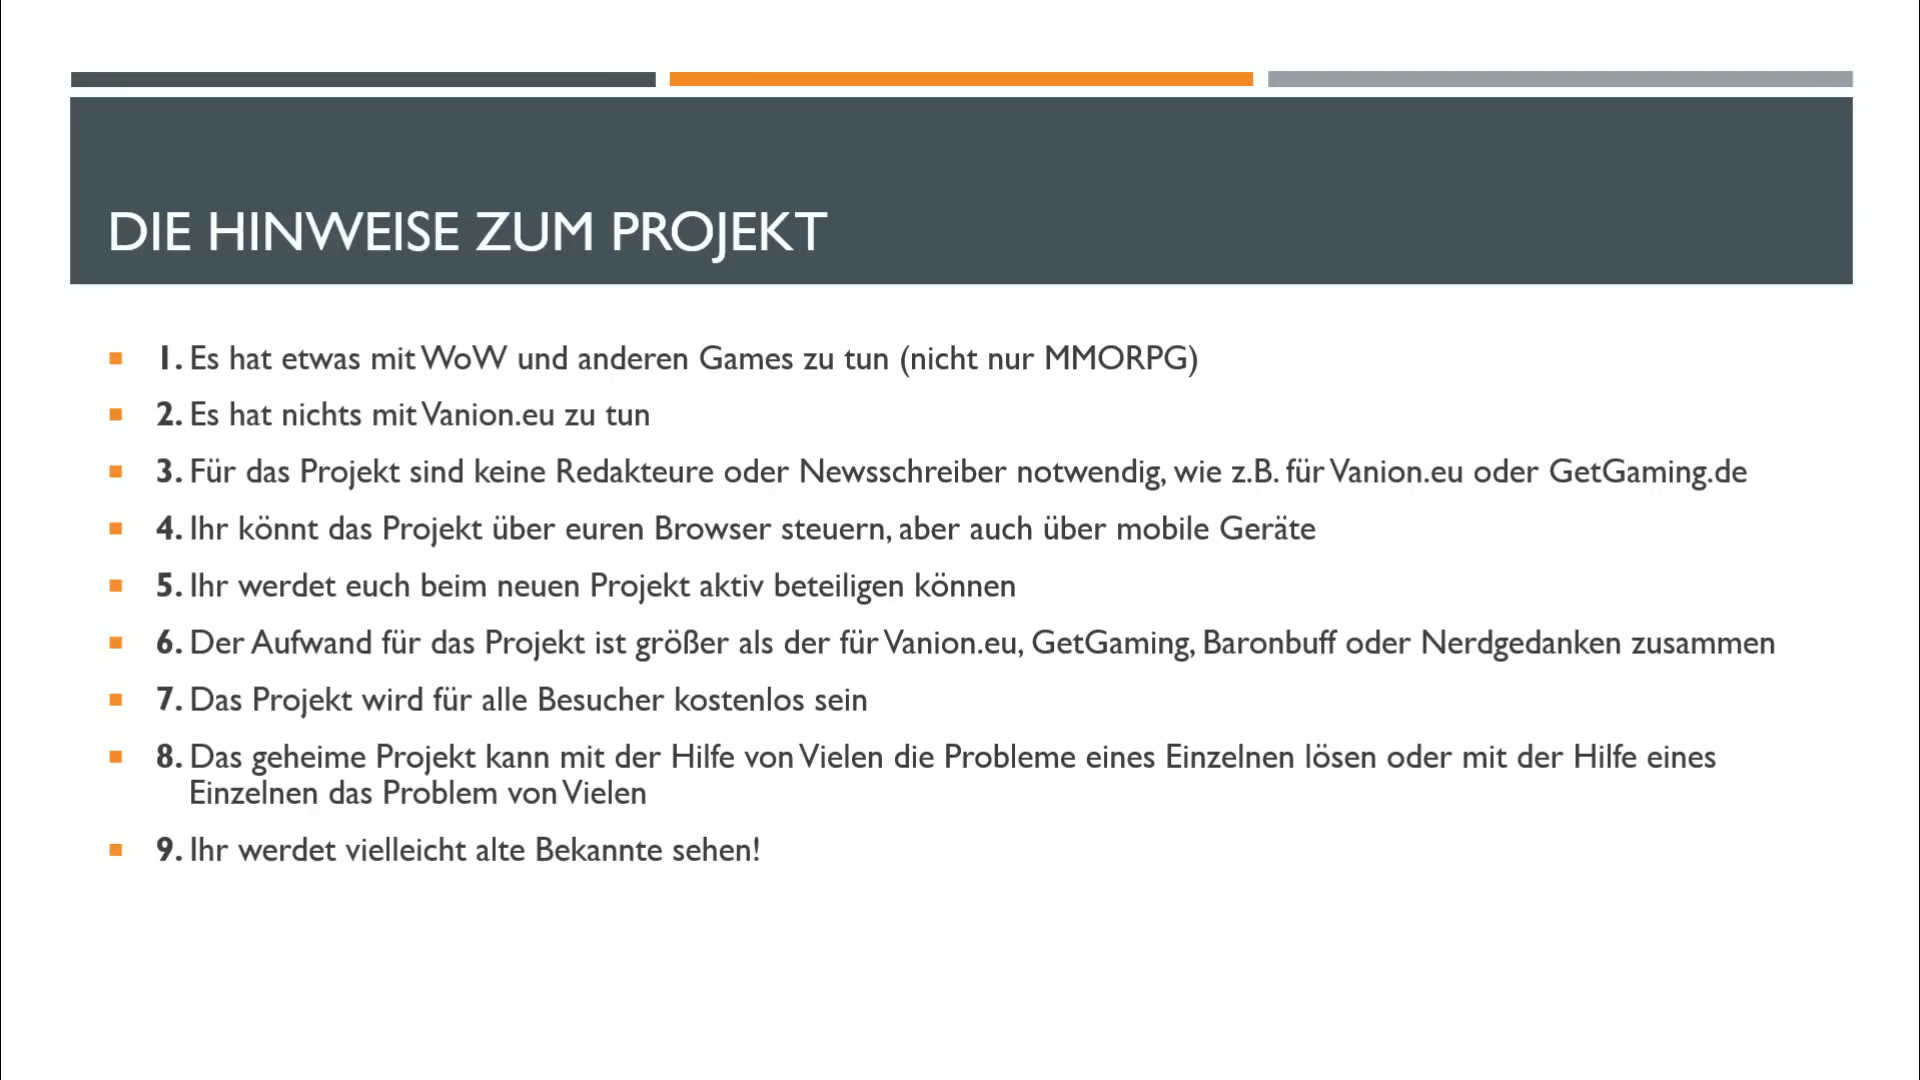 DIE HINWEISE ZUM PROJEKT
1. Es hat etwas mit WoW und anderen Games zu tun (nicht nur MMORPG)
2. Es hat nichts mit Vanion.eu zu tun
3. Für das Projekt sind keine Redakteure oder Newsschreiber notwendig, wie z.B. für Vanion.eu oder GetGaming.de
4. Ihr könnt das Projekt über euren Browser steuern, aber auch über mobile Geräte
5. Ihr werdet euch beim neuen Projekt aktiv beteiligen können
6. Der Aufwand für das Projekt ist größer als der für Vanion.eu, GetGaming, Baronbuff oder Nerdgedanken zusammen
7. Das Projekt wird für alle Besucher kostenlos sein
8. Das geheime Projekt kann mit der Hilfe von Vielen die Probleme eines Einzelnen lösen oder mit der Hilfe eines
Einzelnen das Problem von Vielen
9. Ihr werdet vielleicht alte Bekannte sehen!